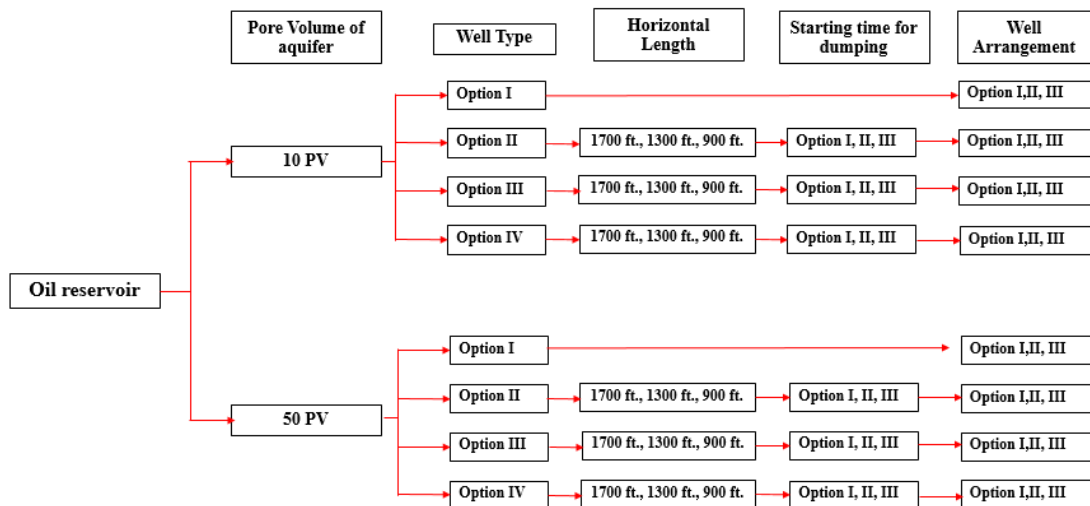 Pore Volume of
aquifer
Well Type
Horizontal
Length
Starting time for
dumping
Well
Arrangement
Option I
Option I,II, III
Option II
1700 ft., 1300 ft., 900 ft.
Option I, II, III
Option I,II, III
10 PV
Option III
1700 ft., 1300 ft., 900 ft.
Option I, II, III
Option I,II, III
Option IV
1700 ft., 1300 ft., 900 ft.
Option I, II, III
Option I,II, III
Oil reservoir
Option I
Option I,II, III
Option II
1700 ft., 1300 ft., 900 ft.
Option I, II, III
Option I,II, III
50 PV
Option III
1700 ft., 1300 ft., 900 ft.
Option I, II, III
Option I,II, III
Option IV
1700 ft., 1300 ft., 900 ft.
Option I, II, III
Option I,II, III